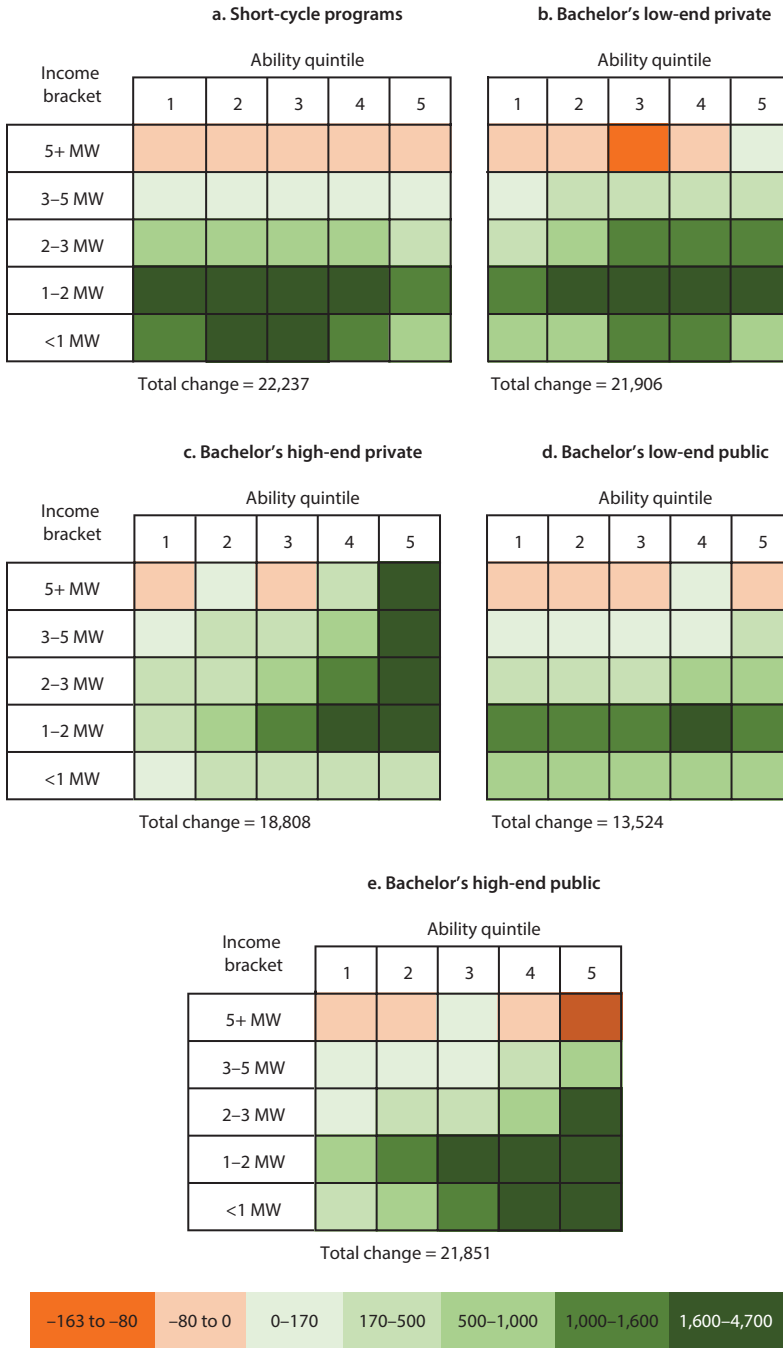 a. Short-cycle programs
b. Bachelor's low-end private
Income bracket
Ability quintile
1 2 3 4 5
Ability quintile
1 2 3 4 5
5+ MW
3–5 MW
2–3 MW
1–2 MW
<1 MW
Total change = 22,237
Total change = 21,906
c. Bachelor's high-end private
d. Bachelor's low-end public
Income bracket
Ability quintile
1 2 3 4 5
Ability quintile
1 2 3 4 5
5+ MW
3–5 MW
2–3 MW
1–2 MW
<1 MW
Total change = 18,808
Total change = 13,524
e. Bachelor's high-end public
Income bracket
Ability quintile
1 2 3 4 5
5+ MW
3–5 MW
2–3 MW
1–2 MW
<1 MW
Total change = 21,851
–163 to –80 –80 to 0 0–170 170–500 500–1,000 1,000–1,600 1,600–4,700